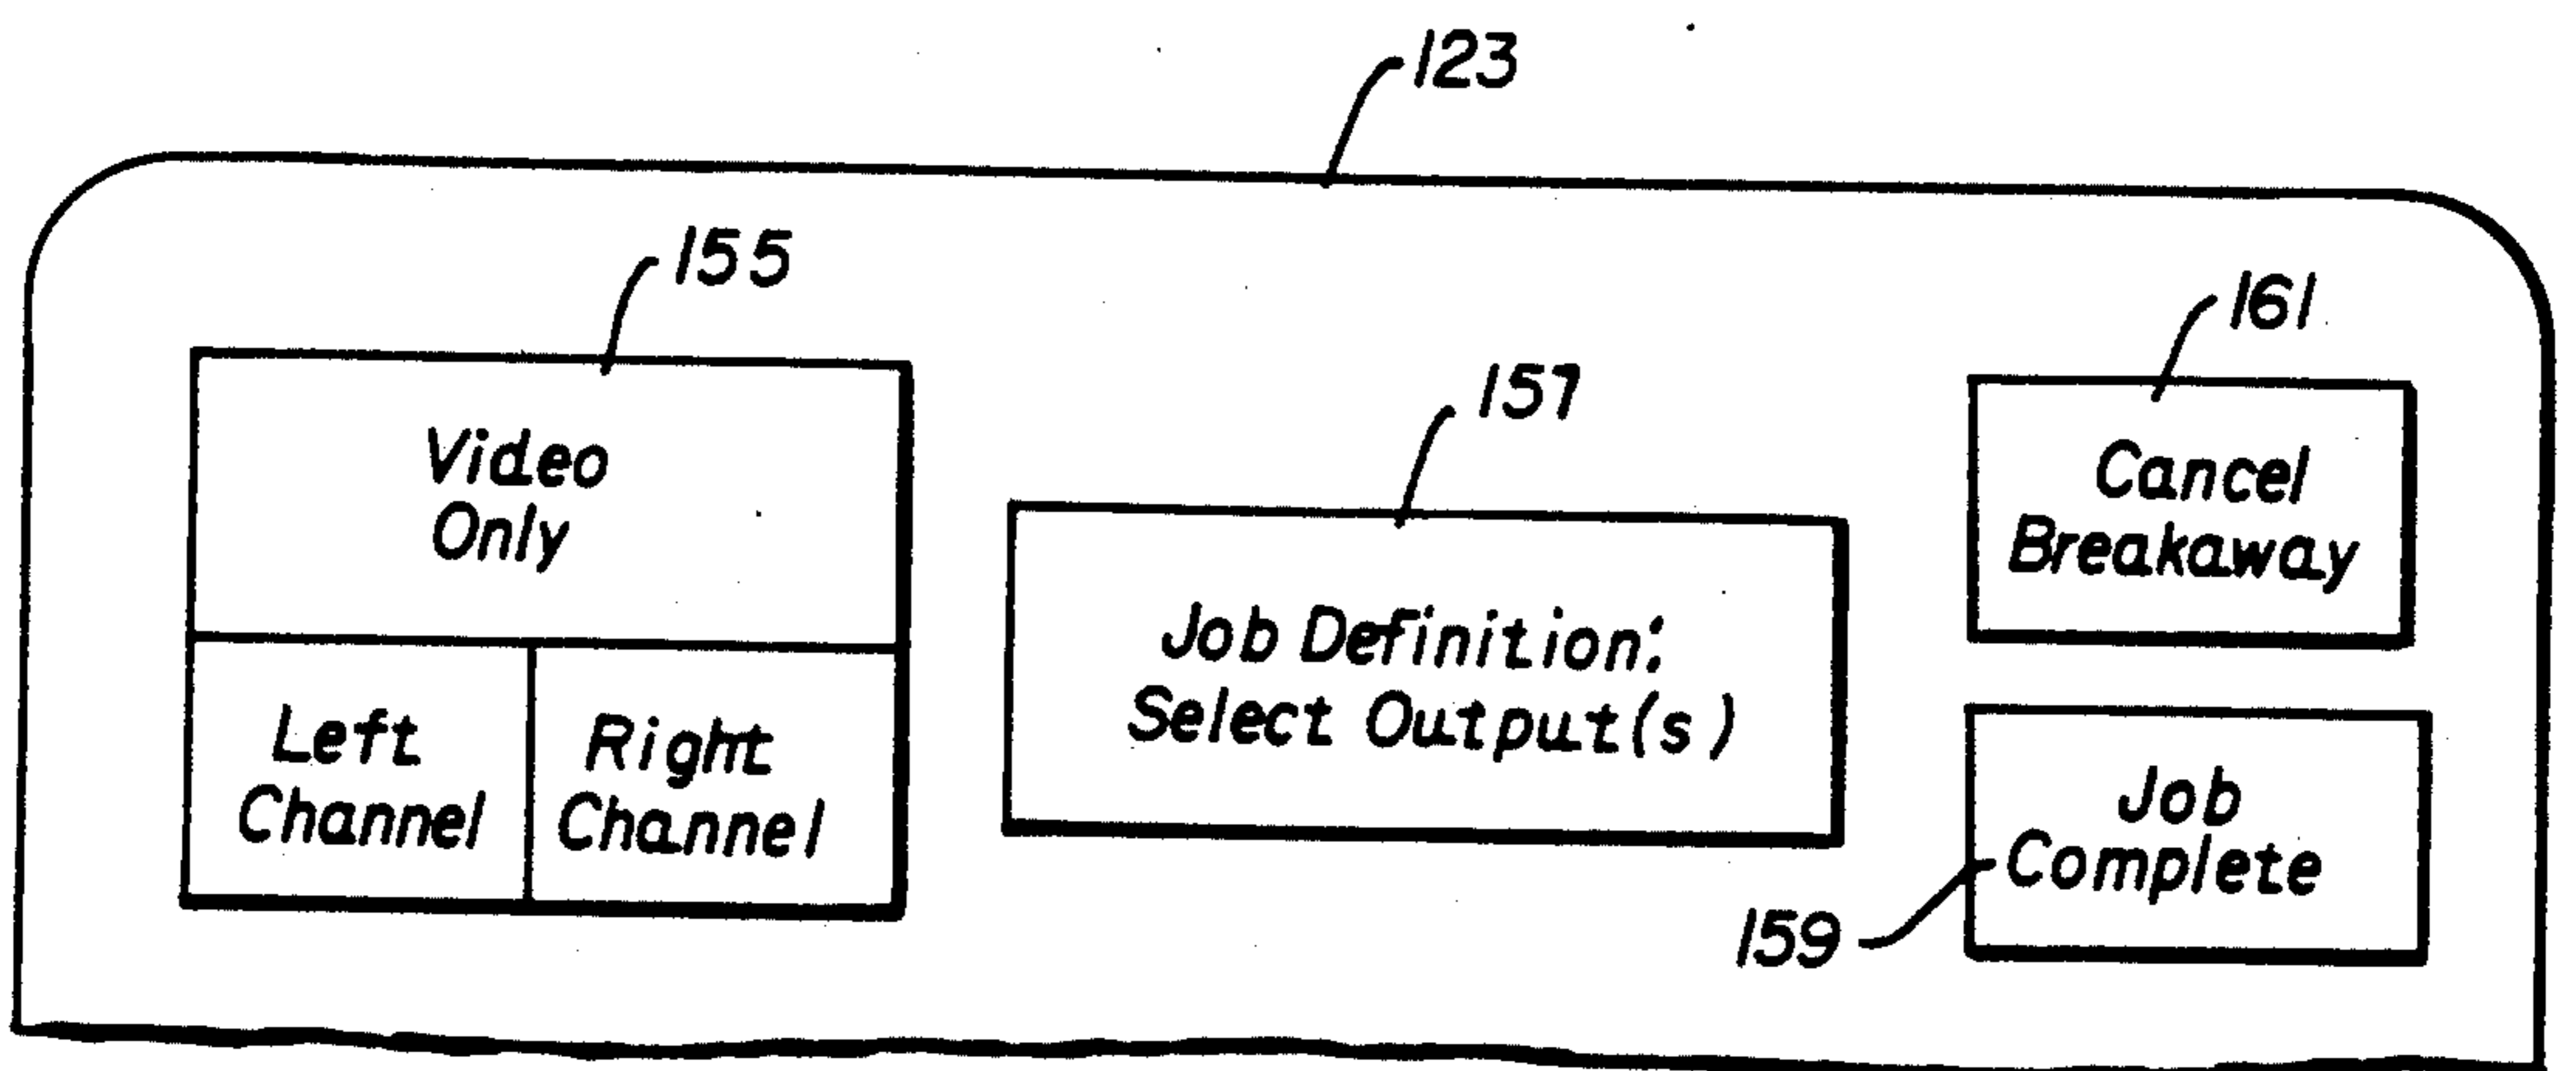 123
155
Video
Only
Left
Channel
Right
Channel
157
Job Definition:
Select Output(s)
161
Cancel
Breakaway
Job
Complete
159